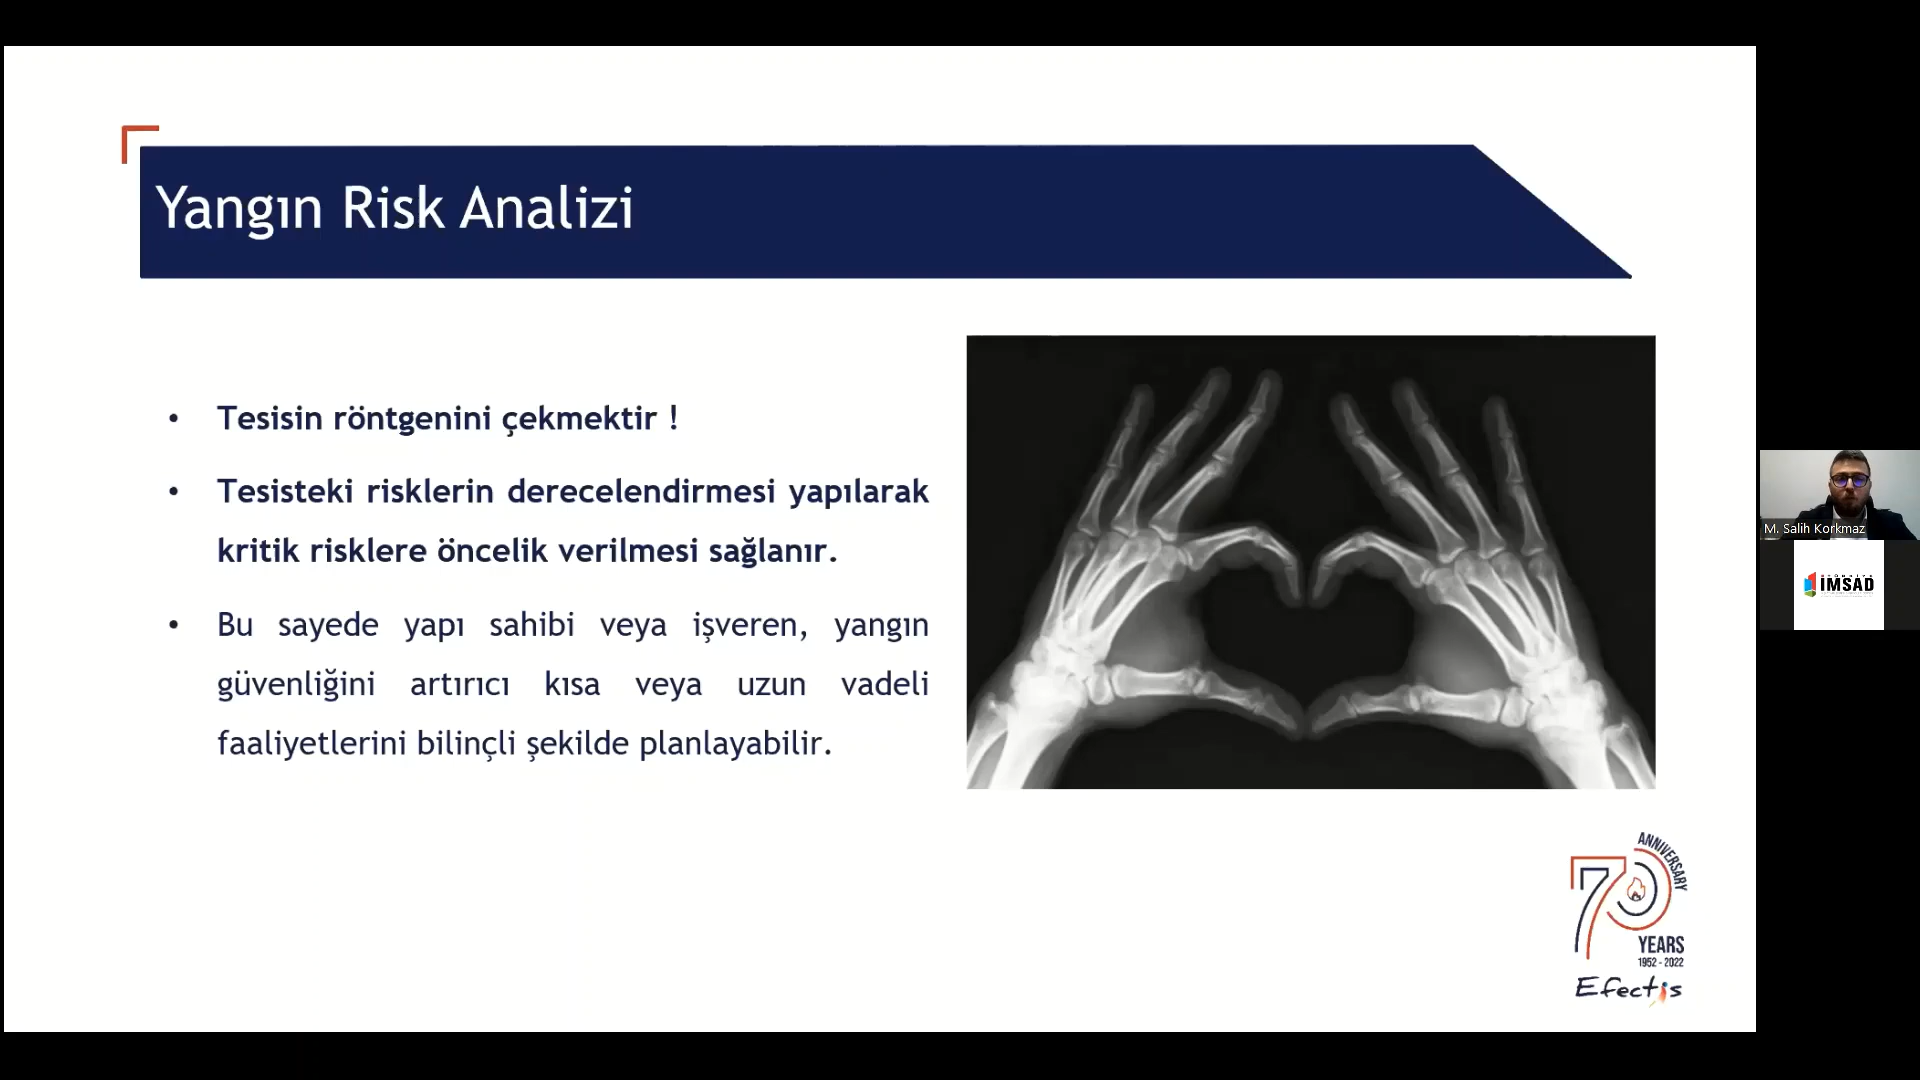 Yangın Risk Analizi
• Tesisin röntgenini çekmektir !
• Tesisteki risklerin derecelendirmesi yapılarak
kritik risklere öncelik verilmesi sağlanır.
• Bu sayede yapı sahibi veya işveren, yangın
güvenliğini artırıcı kısa veya uzun vadeli
faaliyetlerini bilinçli şekilde planlayabilir.
M. Salih Korkmaz
İMSAD
ANNIVERSARY
70
YEARS
1952 - 2022
Efectis